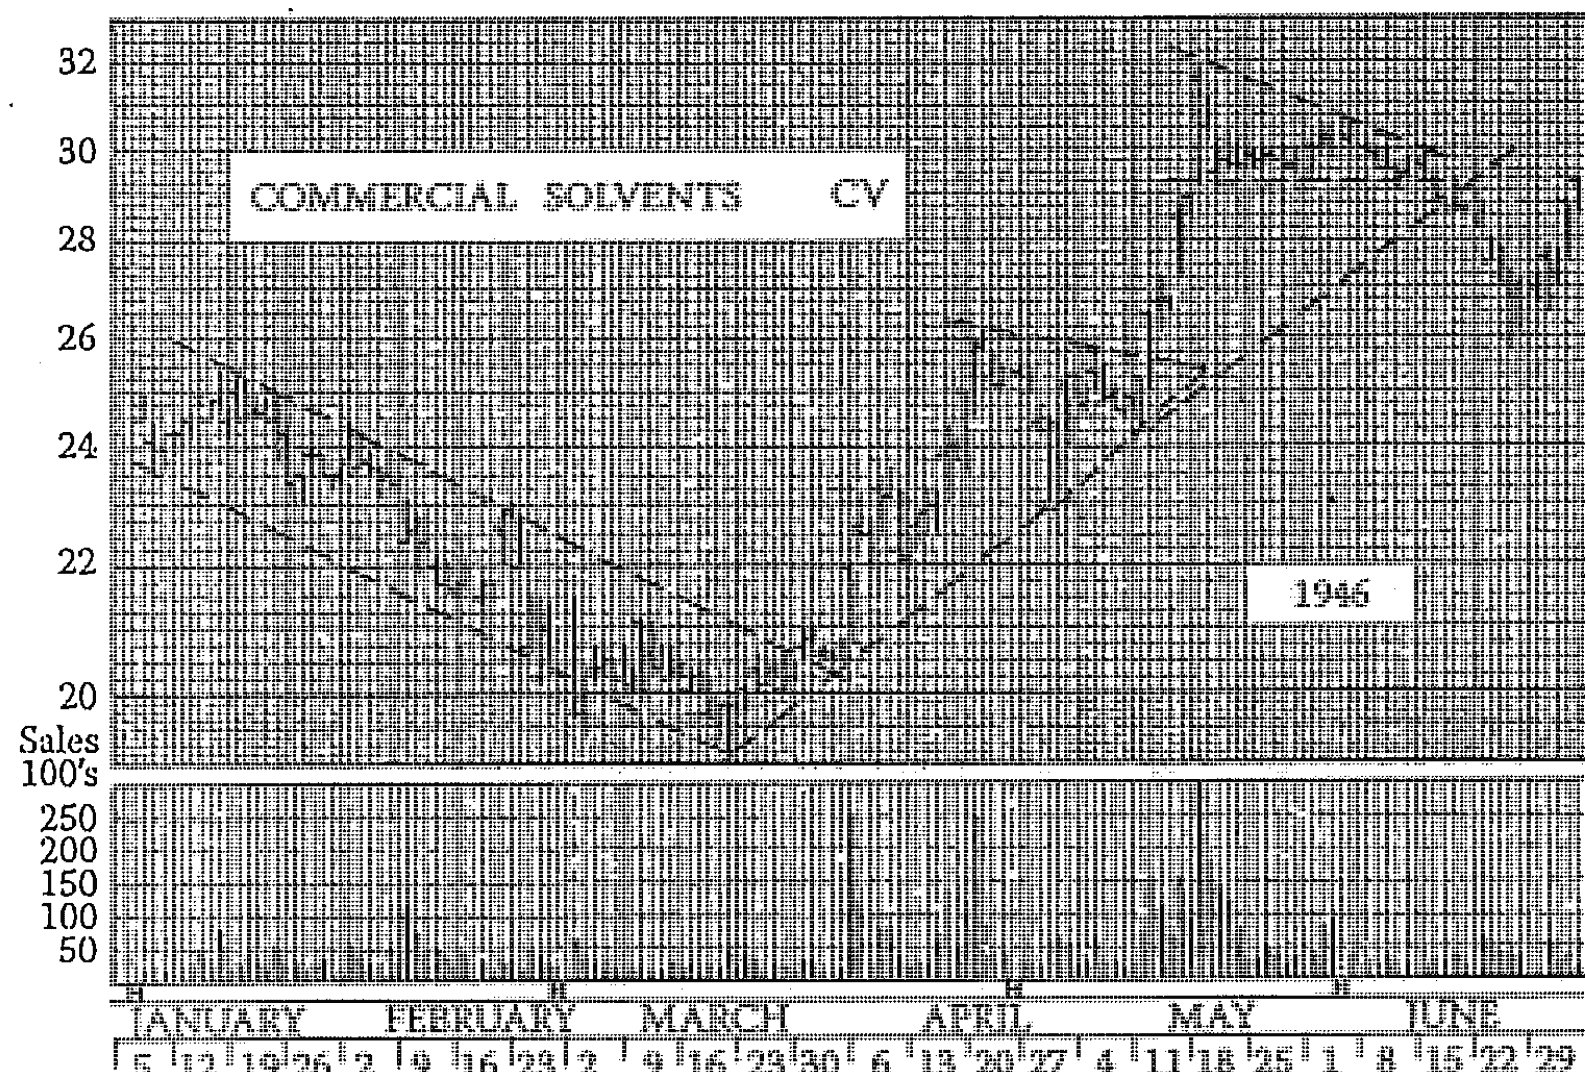 32
30
COMMERCIAL SOLVENTS CV
28
26
24
22
1946
20
Sales
100's
250
200
150
100
50
H H H H
JANUARY FEBRUARY MARCH APRIL MAY JUNE
5 12 19 26 2 9 16 23 2 9 16 23 30 6 13 20 27 4 11 18 25 1 8 15 22 29